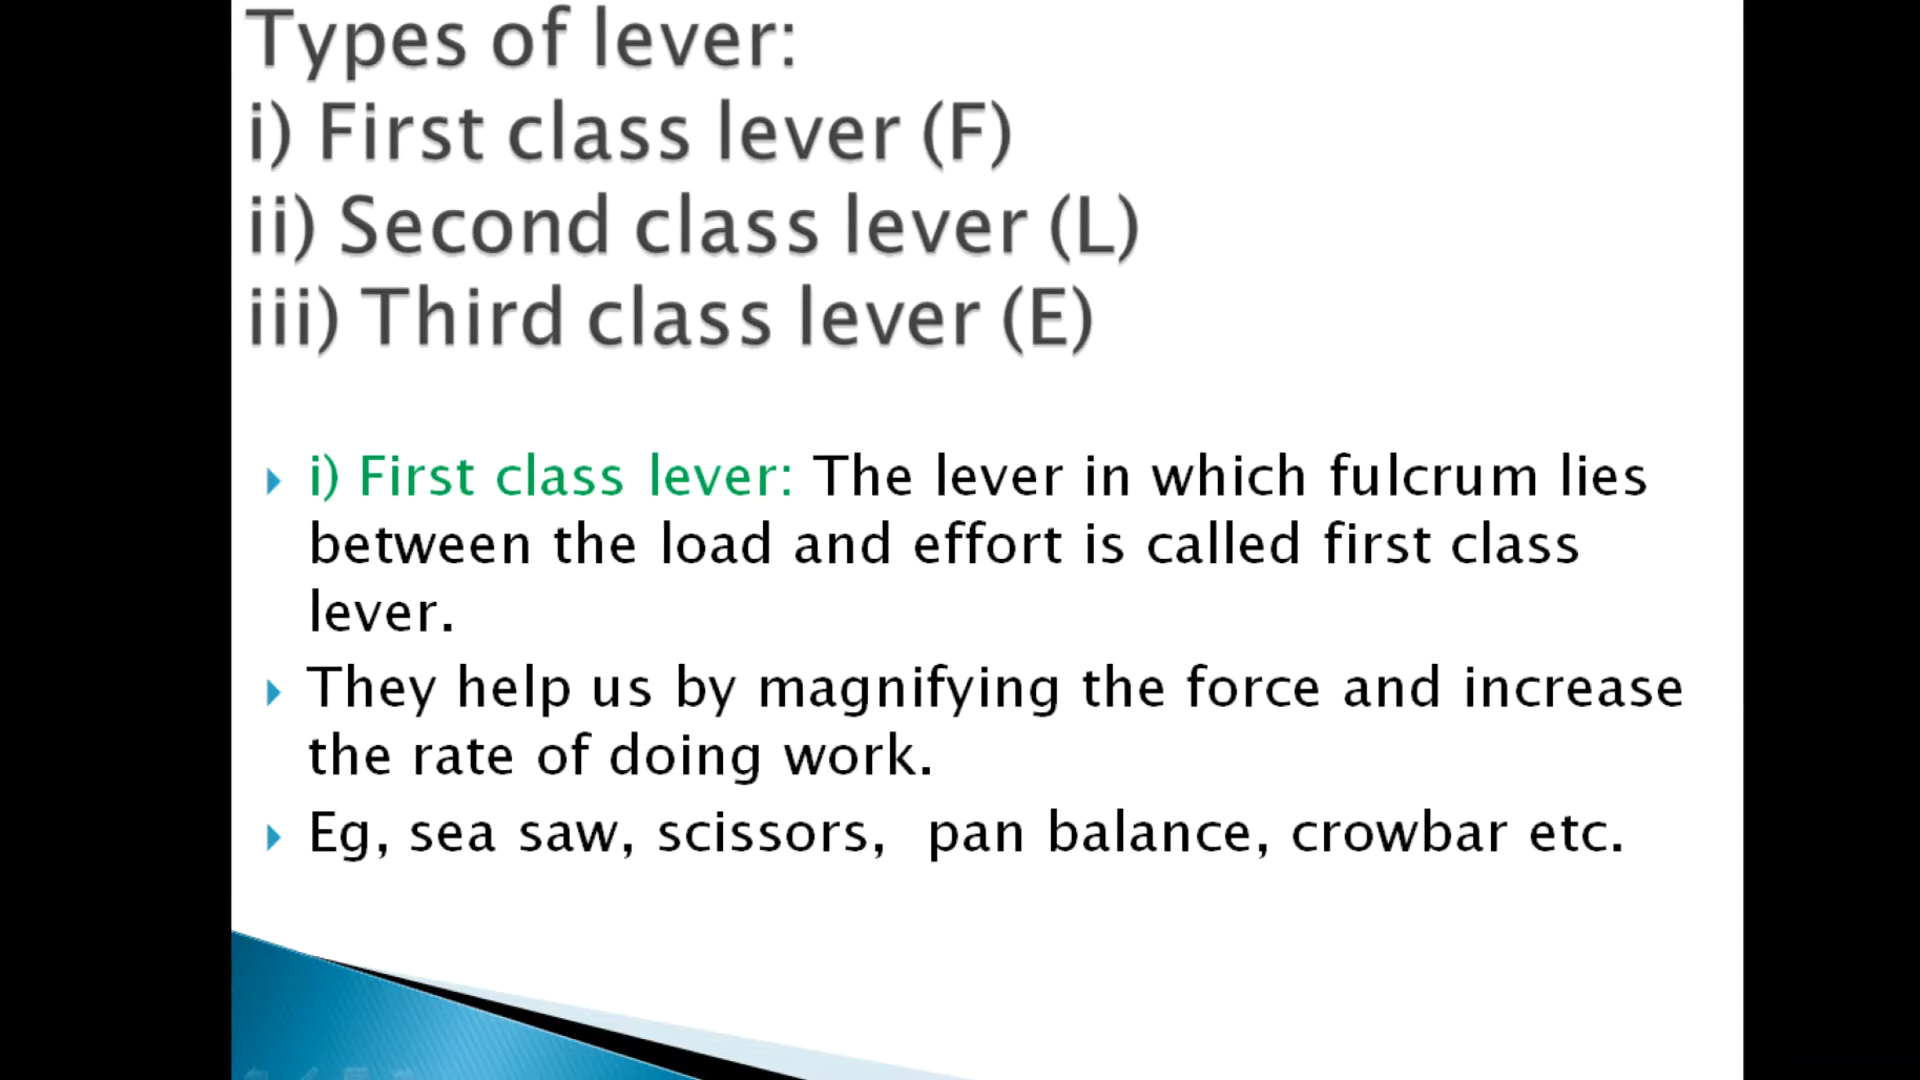 Types of lever:
i) First class lever (F)
ii) Second class lever (L)
iii) Third class lever (E)
i) First class lever: The lever in which fulcrum lies
between the load and effort is called first class
lever.
They help us by magnifying the force and increase
the rate of doing work.
Eg, sea saw, scissors,  pan balance, crowbar etc.